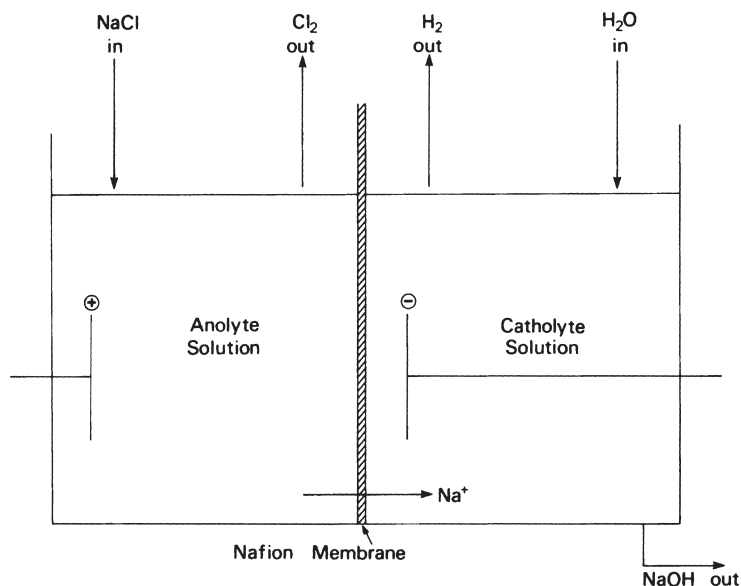 NaCl
in
Cl₂
out
H₂
out
H₂O
in
⊕
Anolyte
Solution
⊖
Catholyte
Solution
Na⁺
Nafion Membrane
NaOH out